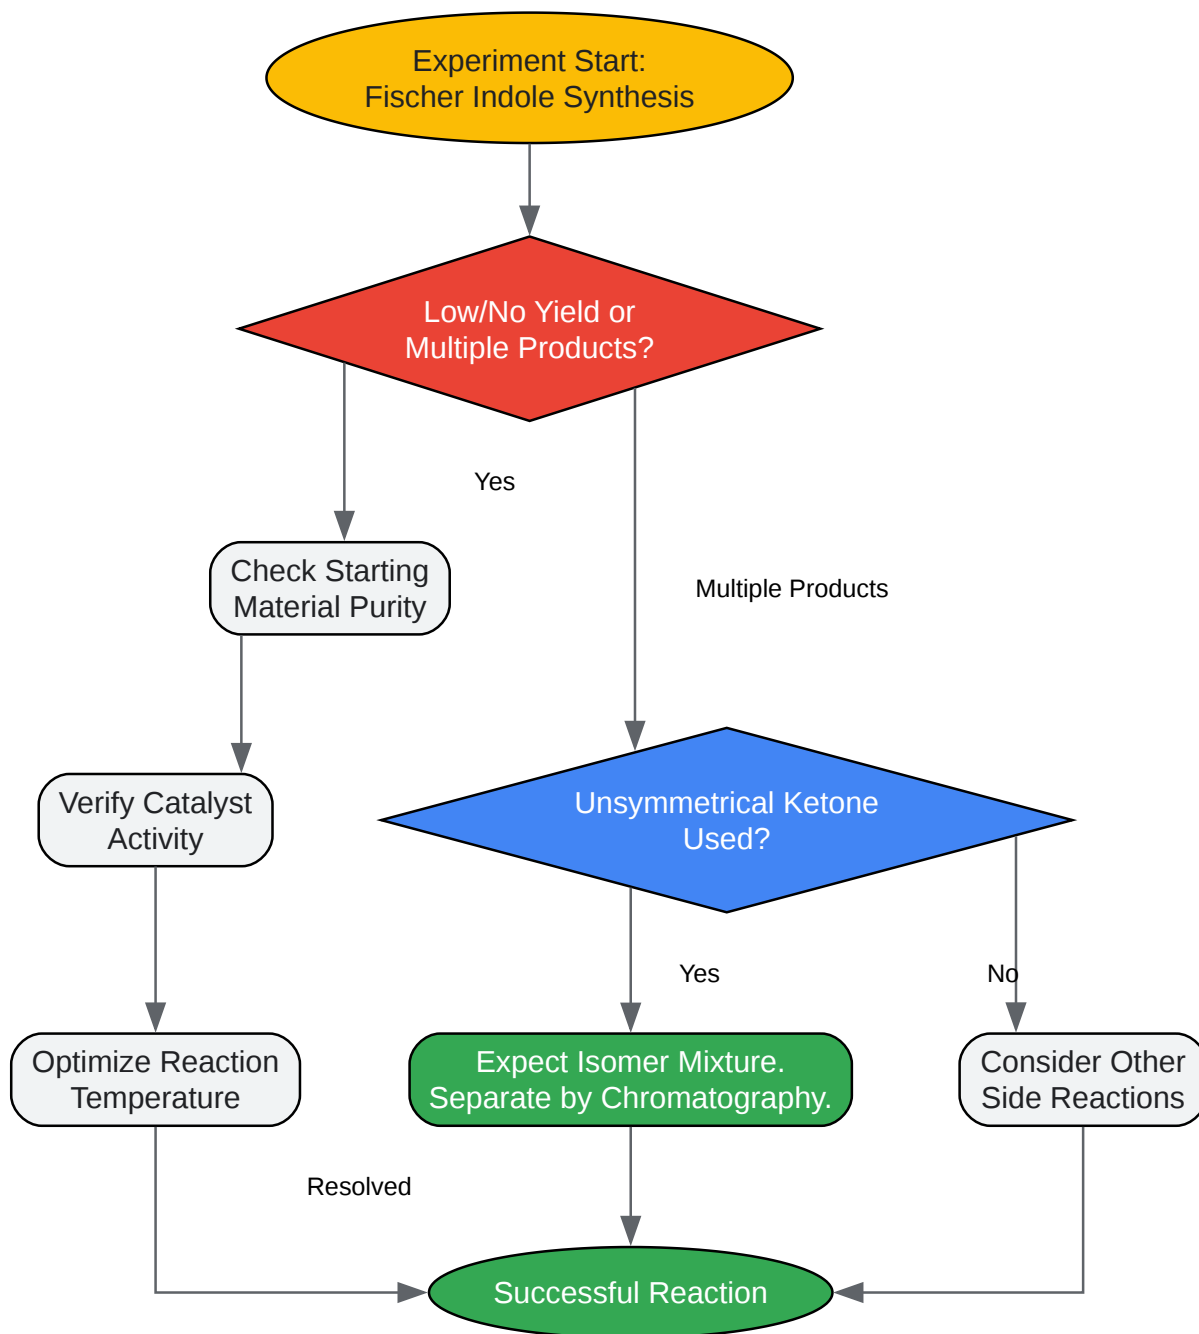 Experiment Start:
Fischer Indole Synthesis
Low/No Yield or
Multiple Products?
Yes
Check Starting
Material Purity
Multiple Products
Verify Catalyst
Activity
Unsymmetrical Ketone
Used?
Yes
No
Optimize Reaction
Temperature
Expect Isomer Mixture.
Separate by Chromatography.
Consider Other
Side Reactions
Resolved
Successful Reaction